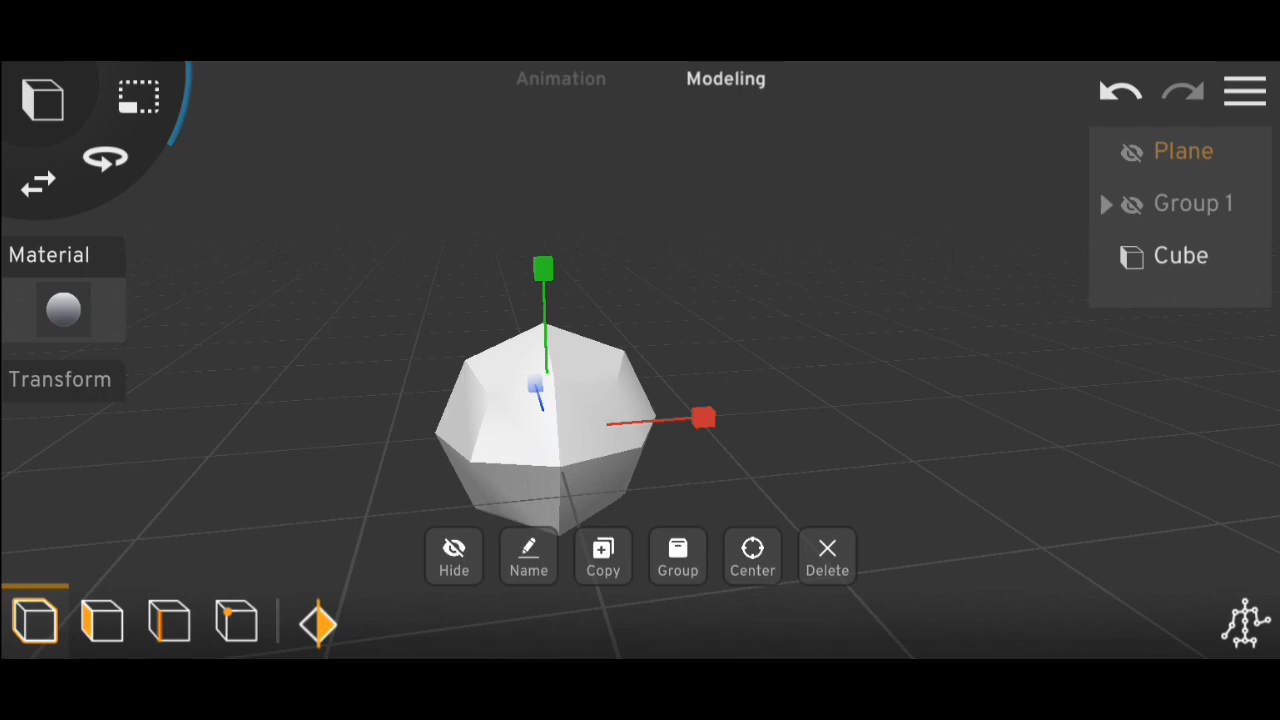 Animation
Modeling
Plane
Group 1
Cube
Material
Transform
Hide
Name
Copy
Group
Center
Delete